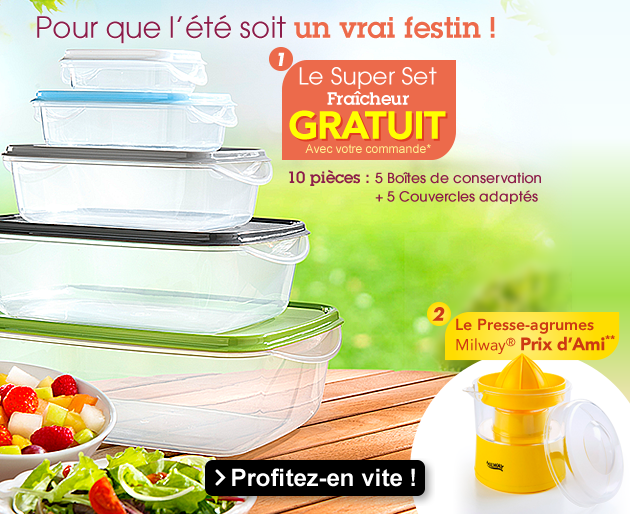 Pour que l'été soit un vrai festin !
1
Le Super Set
Fraîcheur
GRATUIT
Avec votre commande*
10 pièces : 5 Boîtes de conservation
+ 5 Couvercles adaptés
2
Le Presse-agrumes
Milway® Prix d'Ami**
MILWAY
> Profitez-en vite !